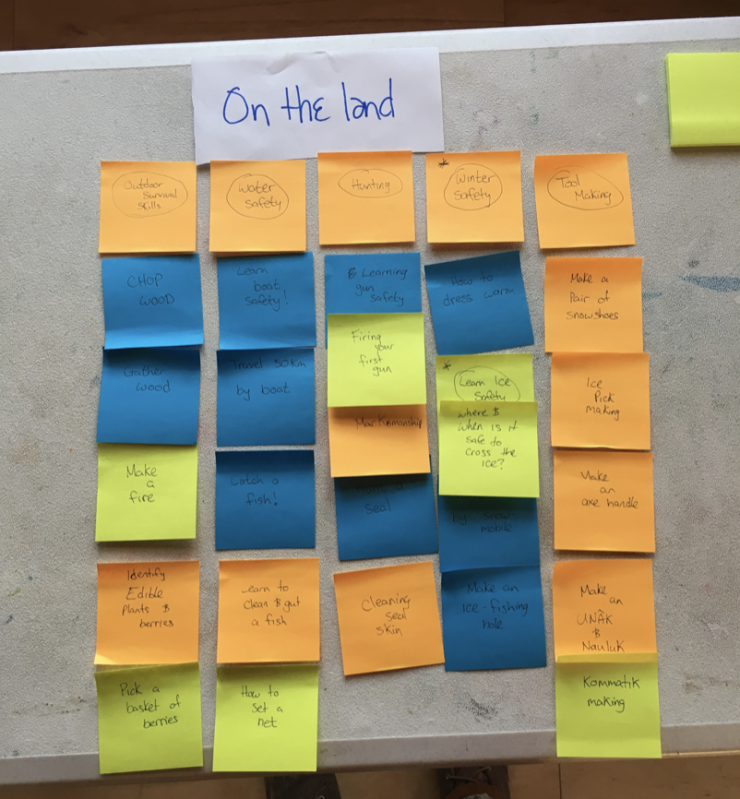 On the land
Outdoor
Survival
Skills
Water
Safety
Hunting
*
Winter
Safety
Tool
Making
CHOP
WOOD
Gather
wood
Make
a
fire
Identify
Edible
Plants &
berries
Pick a
basket of
berries
Learn
boat
Safety!
Travel 50km
by boat
Catch a
fish!
Learn to
clean & gut
a fish
How to
Set a
net
$ Learning
gun
safety
Firing
your
first
gun
Marksmanship
a
Seal
Cleaning
seal
skin
How to
dress warm
*
Learn Ice
Safety
where &
when is it
safe to
cross the
ice?
by Snow
Mobile
Make an
Ice-fishing
hole
Make a
Pair of
Snowshoes
Ice
Pick
Making
Make
an
axe handle
Make
an
UNÂK
&
Nauluk
Kommatik
making